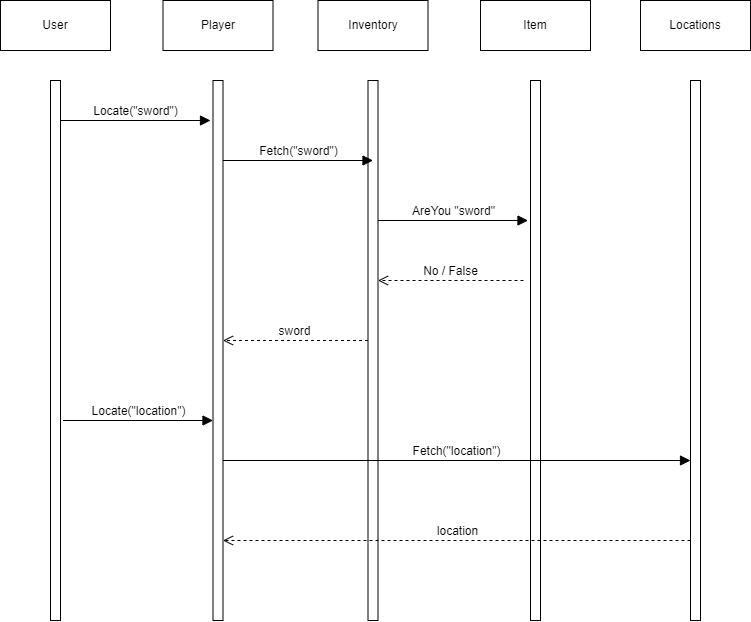 User
Player
Inventory
Item
Locations
Locate("sword")
Fetch("sword")
AreYou "sword"
No / False
sword
Locate("location")
Fetch("location")
location